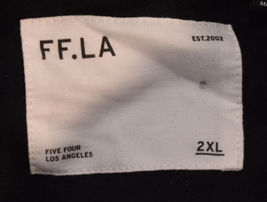 FF.LA
EST.2002
FIVE FOUR
LOS ANGELES
2XL